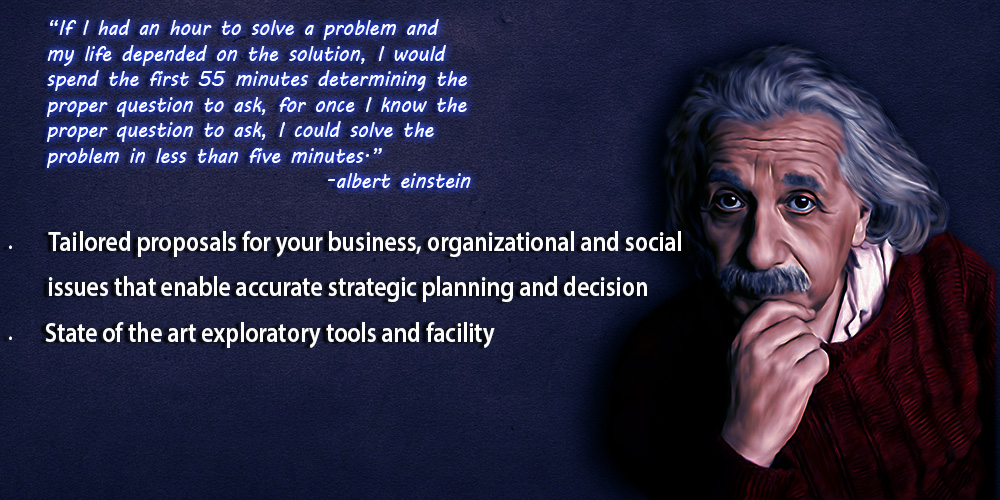 “If I had an hour to solve a problem and
my life depended on the solution, I would
spend the first 55 minutes determining the
proper question to ask, for once I know the
proper question to ask, I could solve the
problem in less than five minutes.”
-albert einstein
. Tailored proposals for your business, organizational and social
issues that enable accurate strategic planning and decision
. State of the art exploratory tools and facility